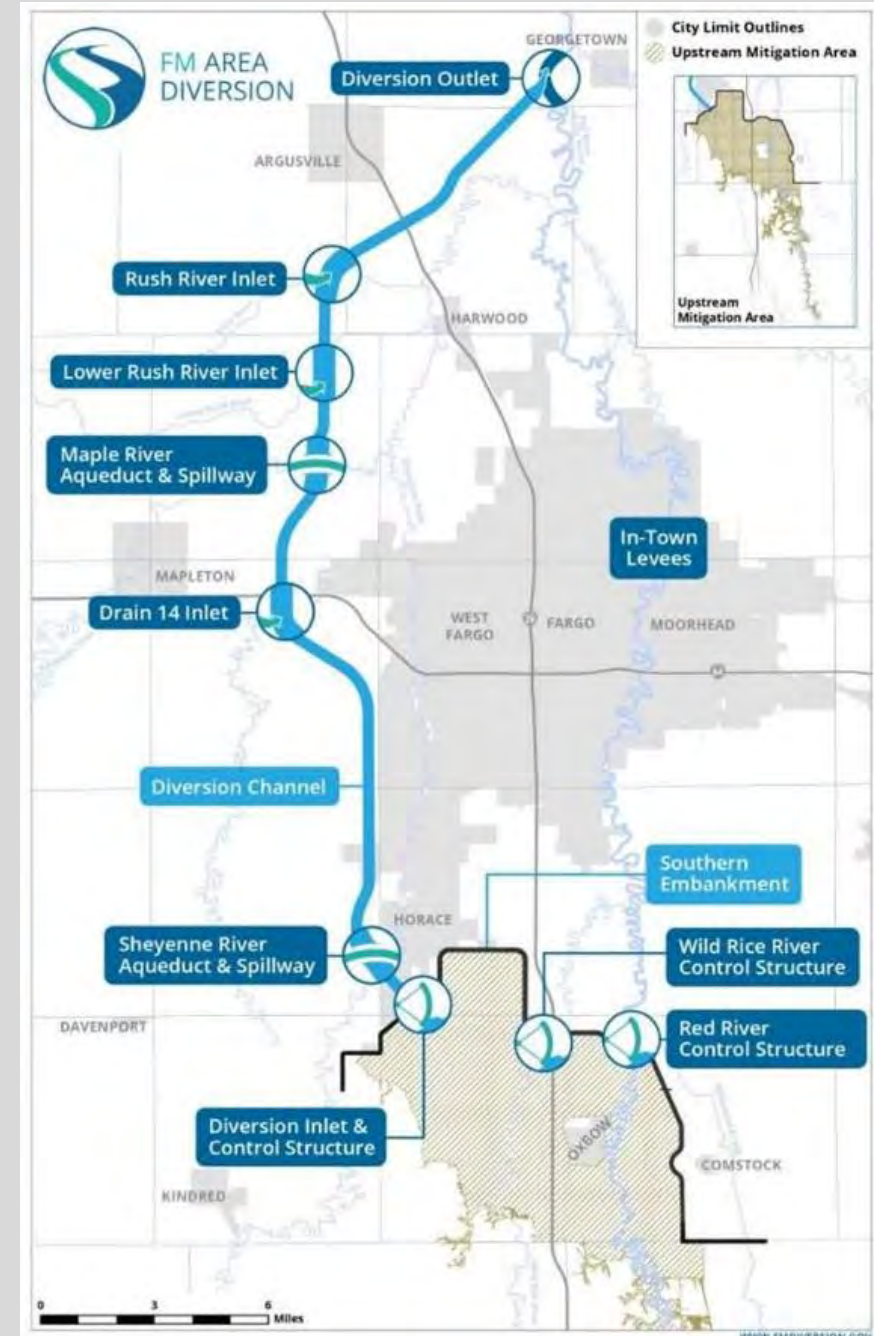 FM AREA
DIVERSION
GEORGETOWN
Diversion Outlet
City Limit Outlines
Upstream Mitigation Area
Upstream
Mitigation Area
ARGUSVILLE
Rush River Inlet
HARWOOD
Lower Rush River Inlet
Maple River
Aqueduct & Spillway
In-Town
Levees
MAPLETON
Drain 14 Inlet
WEST
FARGO
FARGO
MOORHEAD
Diversion Channel
Southern
Embankment
HORACE
Sheyenne River
Aqueduct & Spillway
Wild Rice River
Control Structure
DAVENPORT
Red River
Control Structure
Diversion Inlet &
Control Structure
OXBOW
COMSTOCK
KINDRED
0 3 6
Miles
WWW.FMDIVERSION.GOV